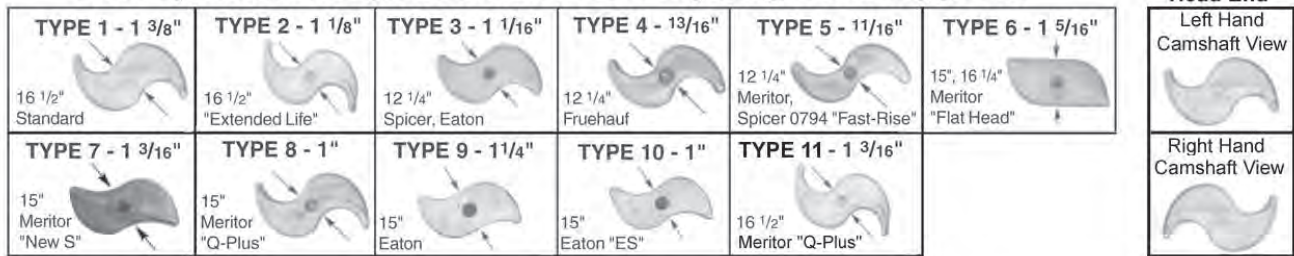 TYPE 1 - 1 3/8"
16 1/2"
Standard
TYPE 2 - 1 1/8"
16 1/2"
"Extended Life"
TYPE 3 - 1 1/16"
12 1/4"
Spicer, Eaton
TYPE 4 - 13/16"
12 1/4"
Fruehauf
TYPE 5 - 11/16"
12 1/4"
Meritor,
Spicer 0794 "Fast-Rise"
TYPE 6 - 1 5/16"
15", 16 1/4"
Meritor
"Flat Head"
TYPE 7 - 1 3/16"
15"
Meritor
"New S"
TYPE 8 - 1"
15"
Meritor
"Q-Plus"
TYPE 9 - 11/4"
15"
Eaton
TYPE 10 - 1"
15"
Eaton "ES"
TYPE 11 - 1 3/16"
16 1/2"
Meritor "Q-Plus"
Left Hand
Camshaft View
Right Hand
Camshaft View